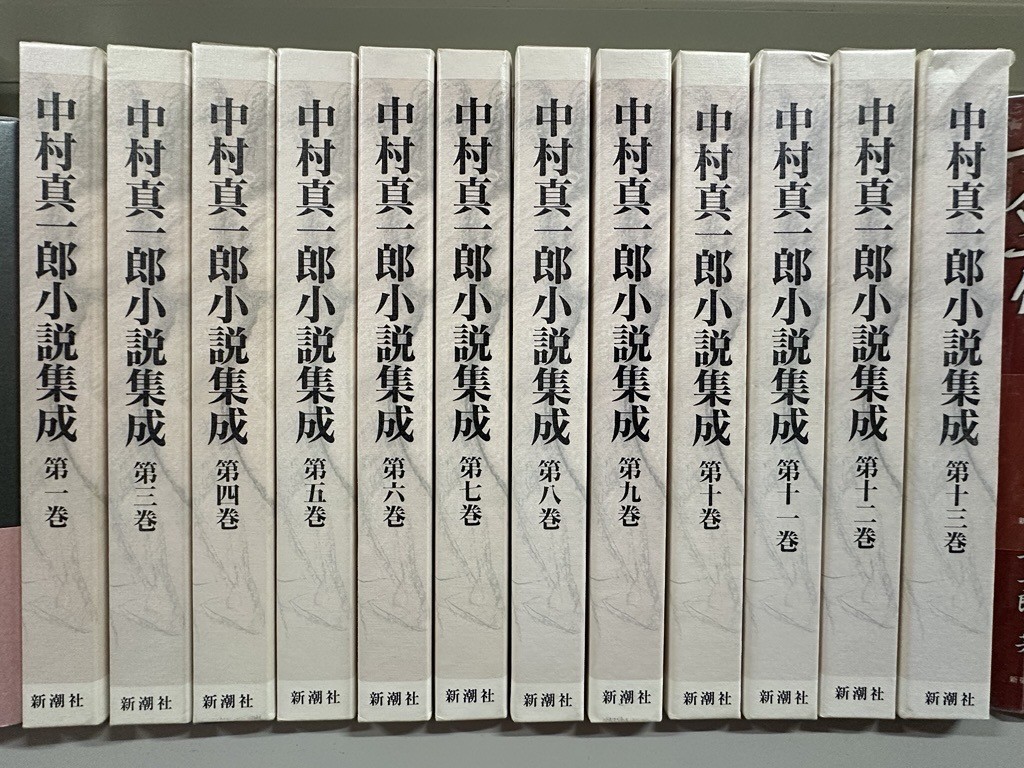 中村真一郎小説集成 第一巻
新潮社
中村真一郎小説集成 第三巻
新潮社
中村真一郎小説集成 第四巻
新潮社
中村真一郎小説集成 第五巻
新潮社
中村真一郎小説集成 第六巻
新潮社
中村真一郎小説集成 第七巻
新潮社
中村真一郎小説集成 第八巻
新潮社
中村真一郎小説集成 第九巻
新潮社
中村真一郎小説集成 第十巻
新潮社
中村真一郎小説集成 第十一巻
新潮社
中村真一郎小説集成 第十二巻
新潮社
中村真一郎小説集成 第十三巻
新潮社